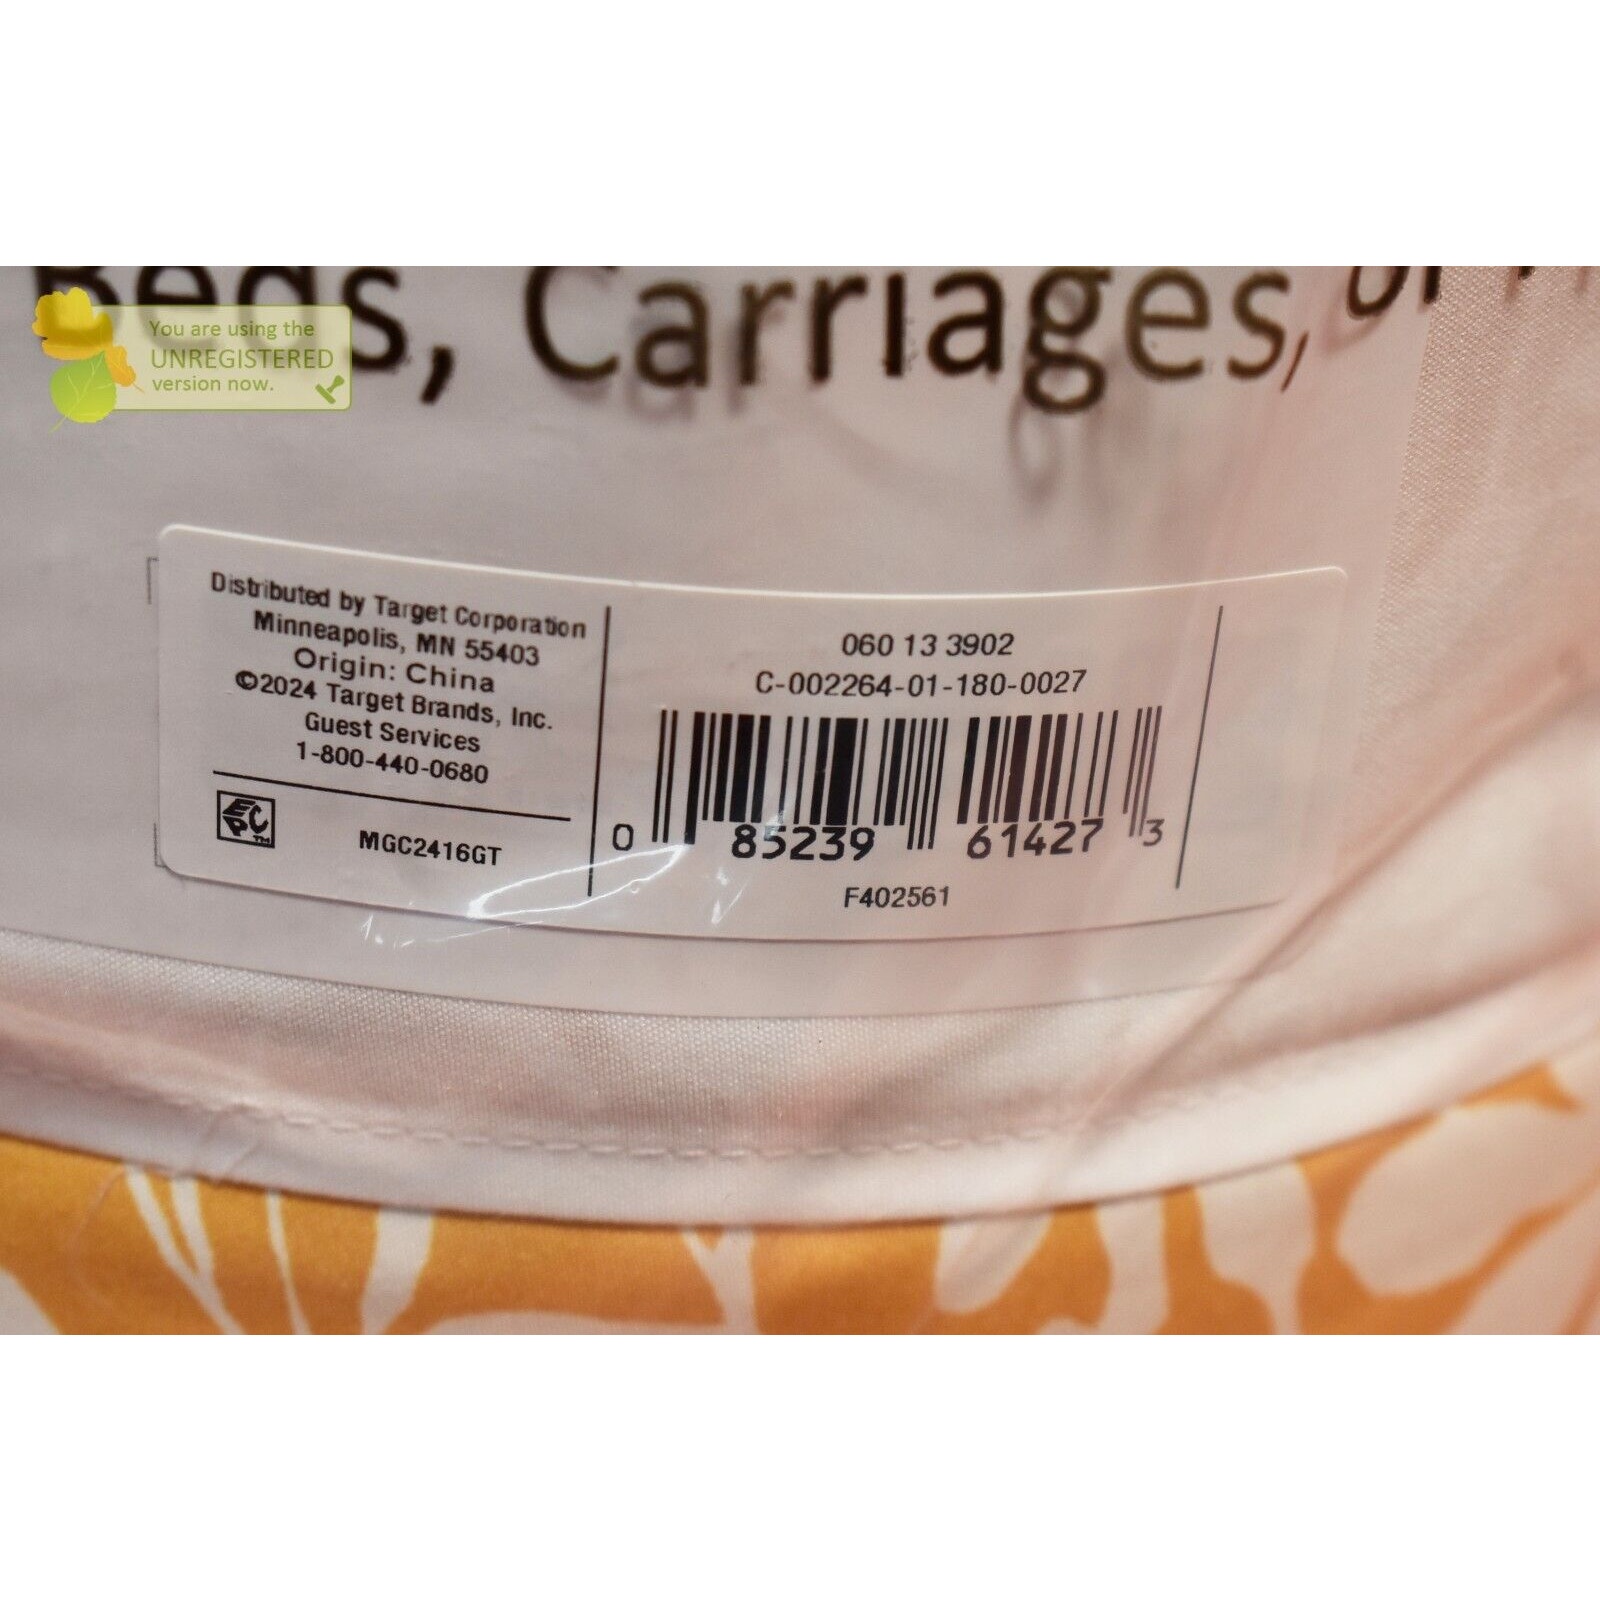 Beds, Carriages, or
You are using the
UNREGISTERED
version now.
Distributed by Target Corporation
Minneapolis, MN 55403
Origin: China
©2024 Target Brands, Inc.
Guest Services
1-800-440-0680
EPC™
MGC2416GT
060 13 3902
C-002264-01-180-0027
0 85239 61427 3
F402561